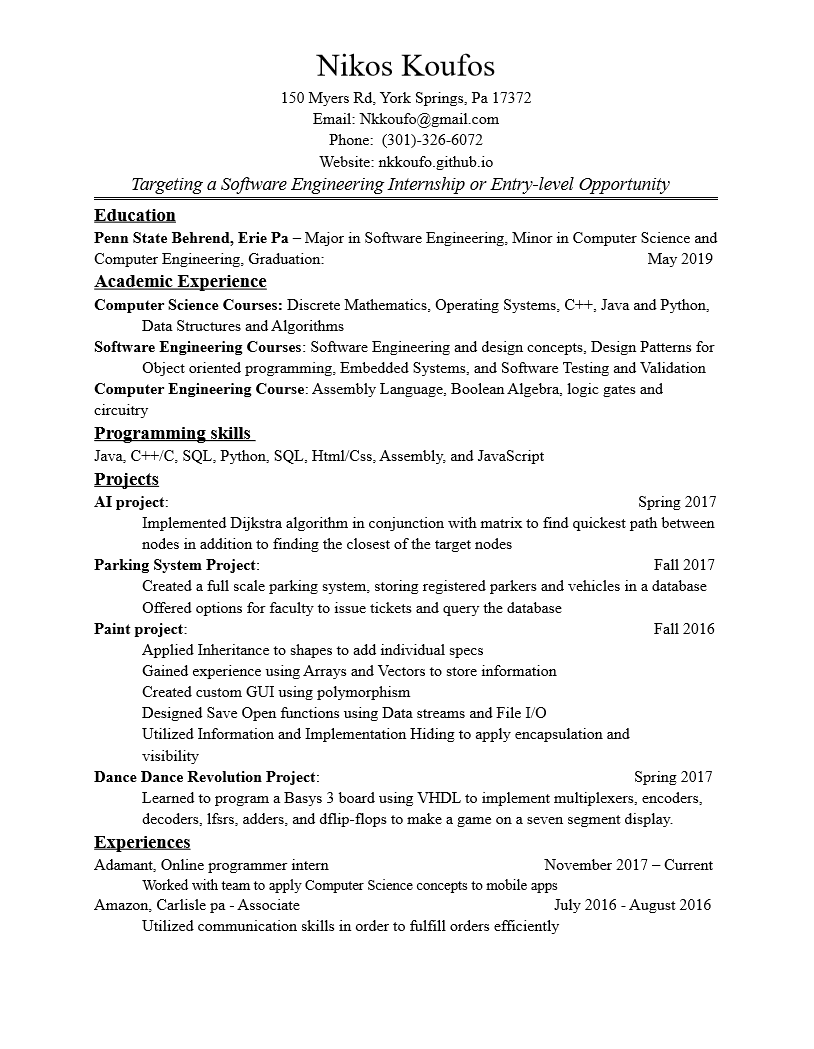 Nikos Koufos
150 Myers Rd, York Springs, Pa 17372
Email: Nkkoufo@gmail.com
Phone: (301)-326-6072
Website: nkkoufo.github.io
Targeting a Software Engineering Internship or Entry-level Opportunity
Education
Penn State Behrend, Erie Pa – Major in Software Engineering, Minor in Computer Science and
Computer Engineering, Graduation: May 2019
Academic Experience
Computer Science Courses: Discrete Mathematics, Operating Systems, C++, Java and Python,
Data Structures and Algorithms
Software Engineering Courses: Software Engineering and design concepts, Design Patterns for
Object oriented programming, Embedded Systems, and Software Testing and Validation
Computer Engineering Course: Assembly Language, Boolean Algebra, logic gates and
circuitry
Programming skills
Java, C++/C, SQL, Python, SQL, Html/Css, Assembly, and JavaScript
Projects
AI project: Spring 2017
Implemented Dijkstra algorithm in conjunction with matrix to find quickest path between
nodes in addition to finding the closest of the target nodes
Parking System Project: Fall 2017
Created a full scale parking system, storing registered parkers and vehicles in a database
Offered options for faculty to issue tickets and query the database
Paint project: Fall 2016
Applied Inheritance to shapes to add individual specs
Gained experience using Arrays and Vectors to store information
Created custom GUI using polymorphism
Designed Save Open functions using Data streams and File I/O
Utilized Information and Implementation Hiding to apply encapsulation and
visibility
Dance Dance Revolution Project: Spring 2017
Learned to program a Basys 3 board using VHDL to implement multiplexers, encoders,
decoders, lfsrs, adders, and dflip-flops to make a game on a seven segment display.
Experiences
Adamant, Online programmer intern November 2017 – Current
Worked with team to apply Computer Science concepts to mobile apps
Amazon, Carlisle pa - Associate July 2016 - August 2016
Utilized communication skills in order to fulfill orders efficiently